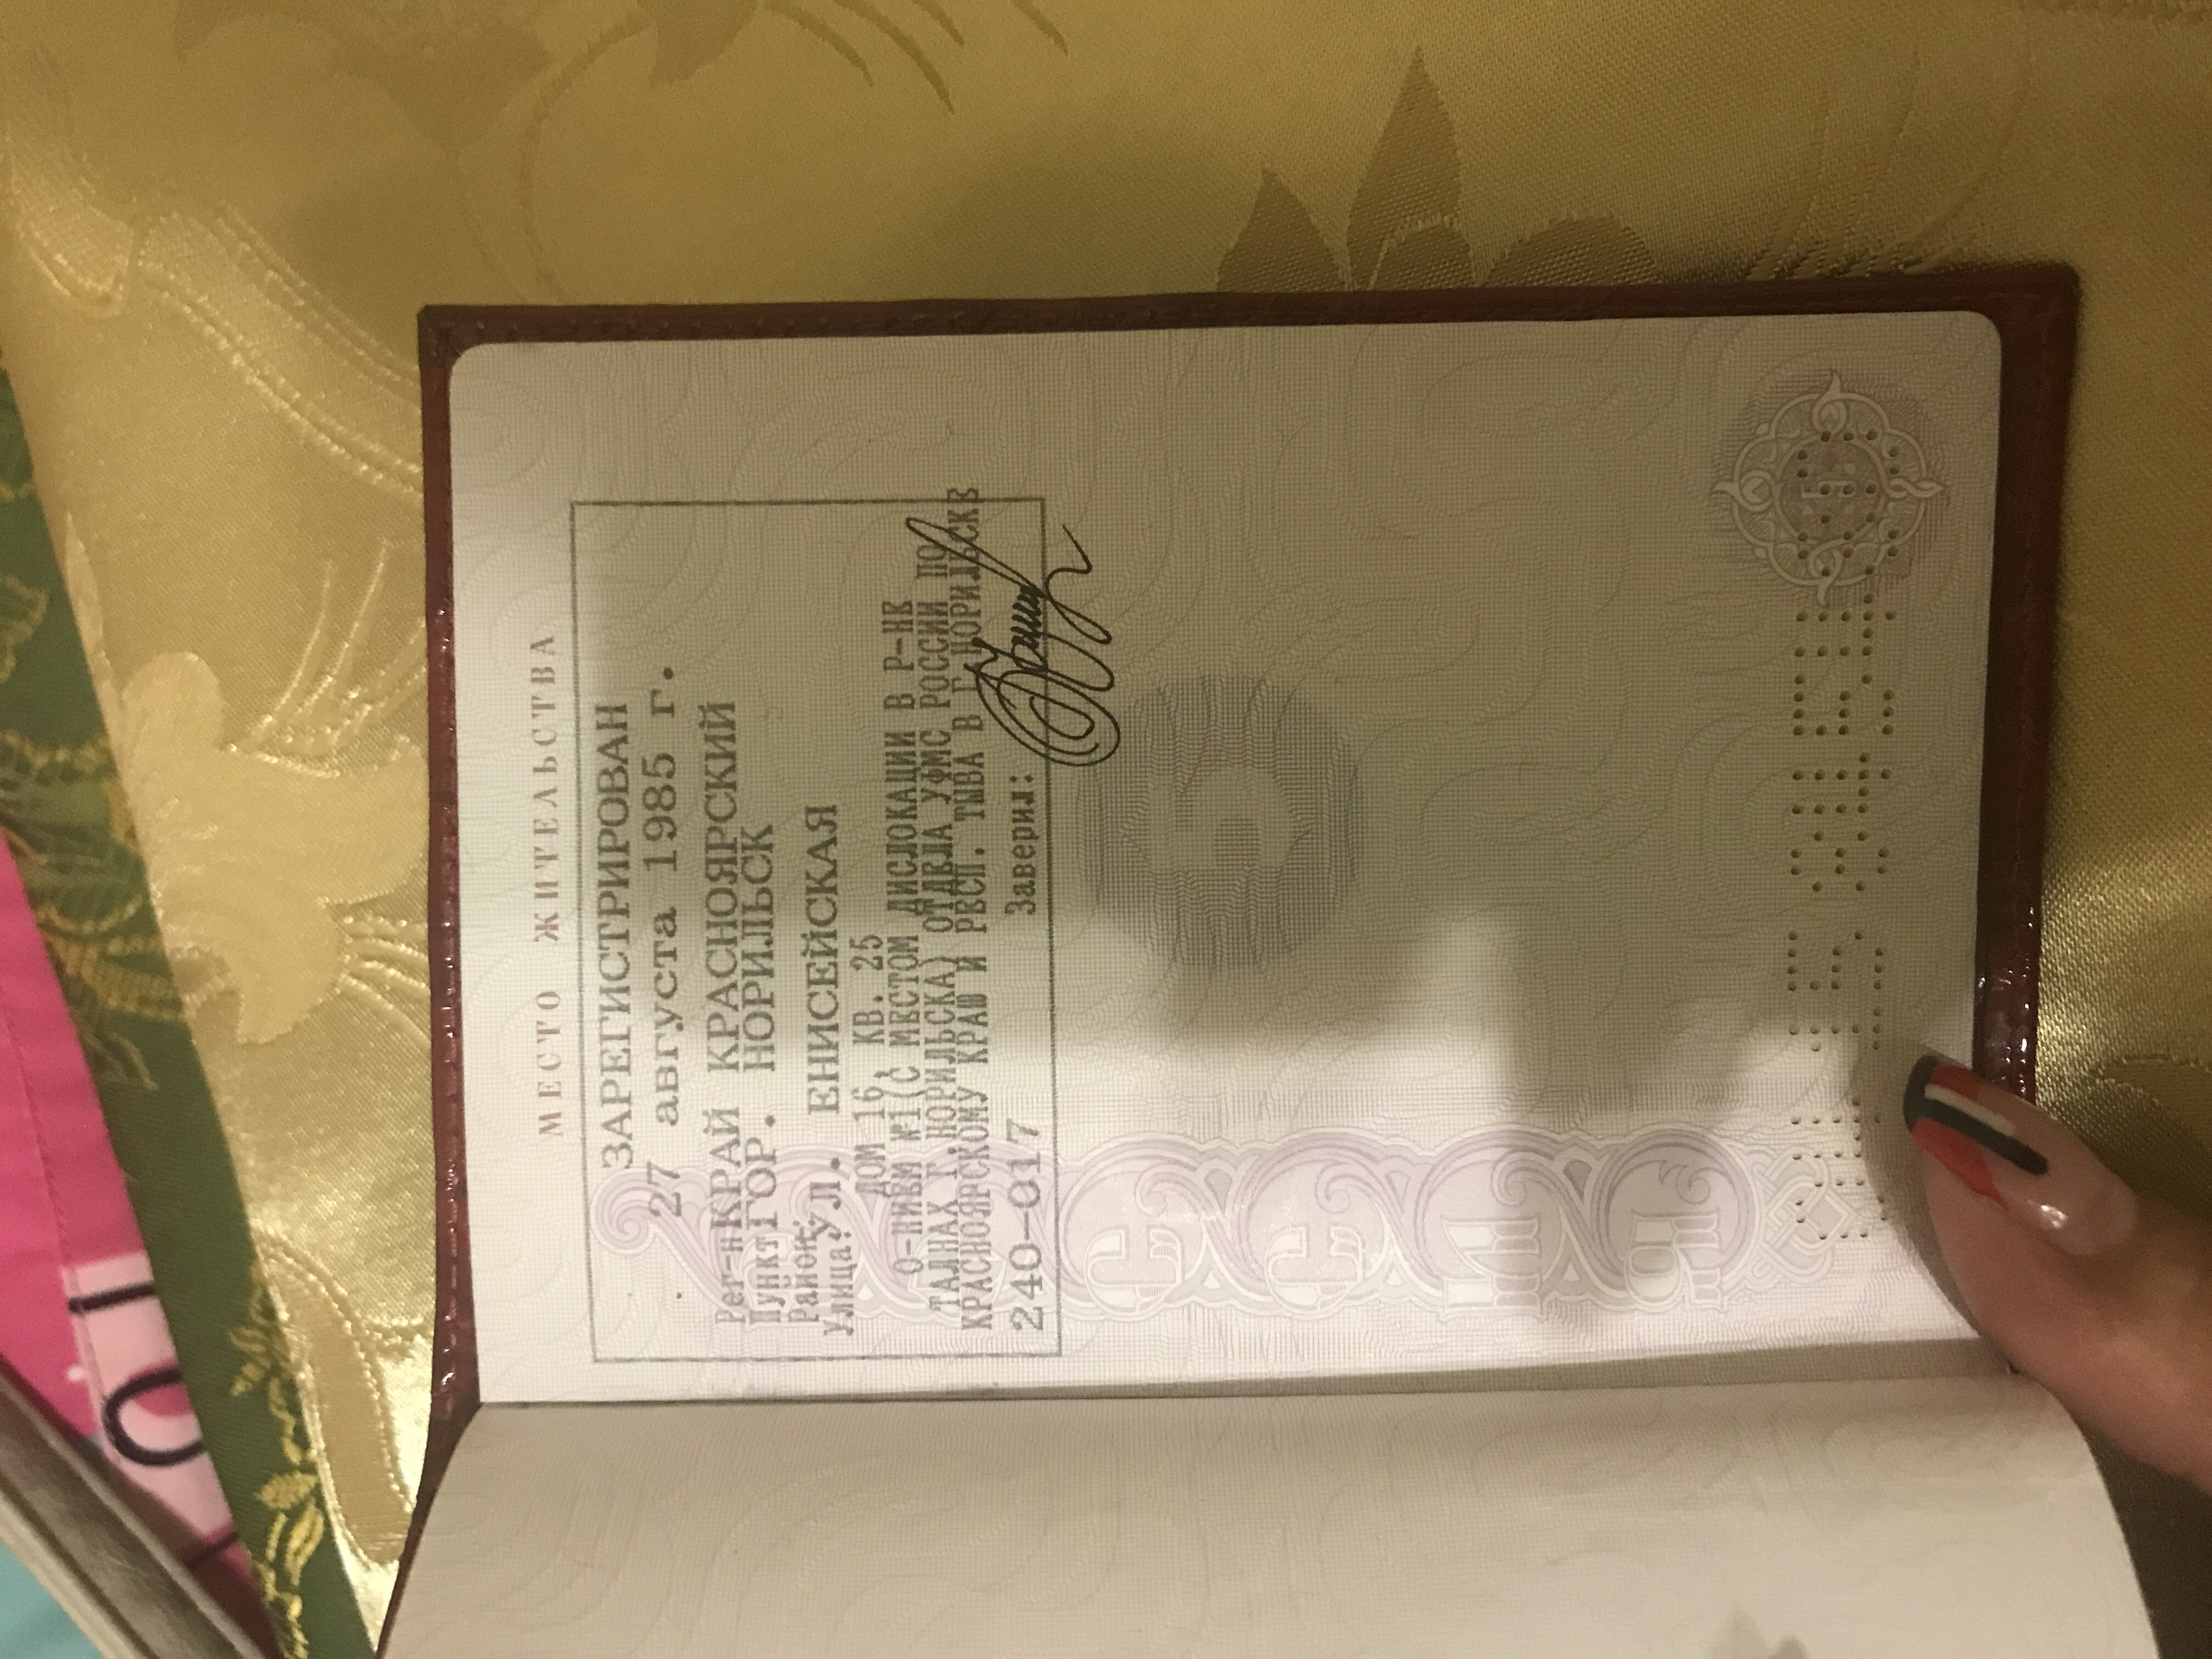 МЕСТО ЖИТЕЛЬСТВА
ЗАРЕГИСТРИРОВАН
27 августа 1985 г.
Рег-н КРАЙ КРАСНОЯРСКИЙ
Пункт ГОР. НОРИЛЬСК
Район:
Улица: УЛ. ЕНИСЕЙСКАЯ
ДОМ 16, КВ. 25
О-НИЕМ №1(С МЕСТОМ ДИСЛОКАЦИИ В Р-НЕ
ТАЛНАХ Г.НОРИЛЬСКА) ОТДЕЛА УФМС РОССИИ ПО
КРАСНОЯРСКОМУ КРАЮ И РЕСП. ТЫВА В Г.НОРИЛЬСКЕ
240-017 Заверил:
5